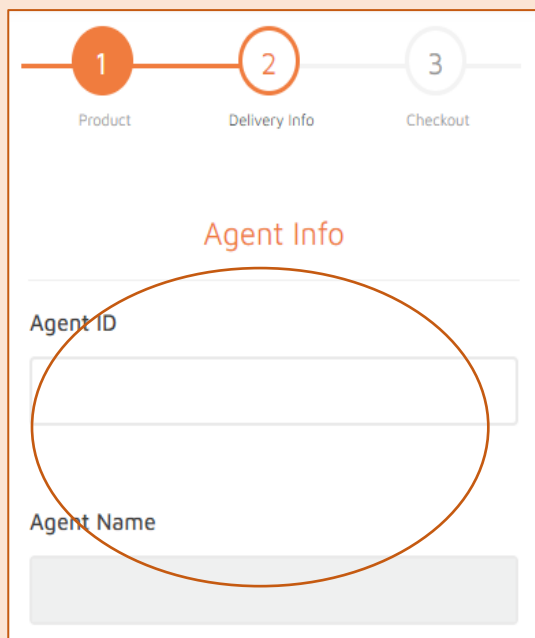 1 2 3
Product Delivery Info Checkout
Agent Info
Agent ID
Agent Name